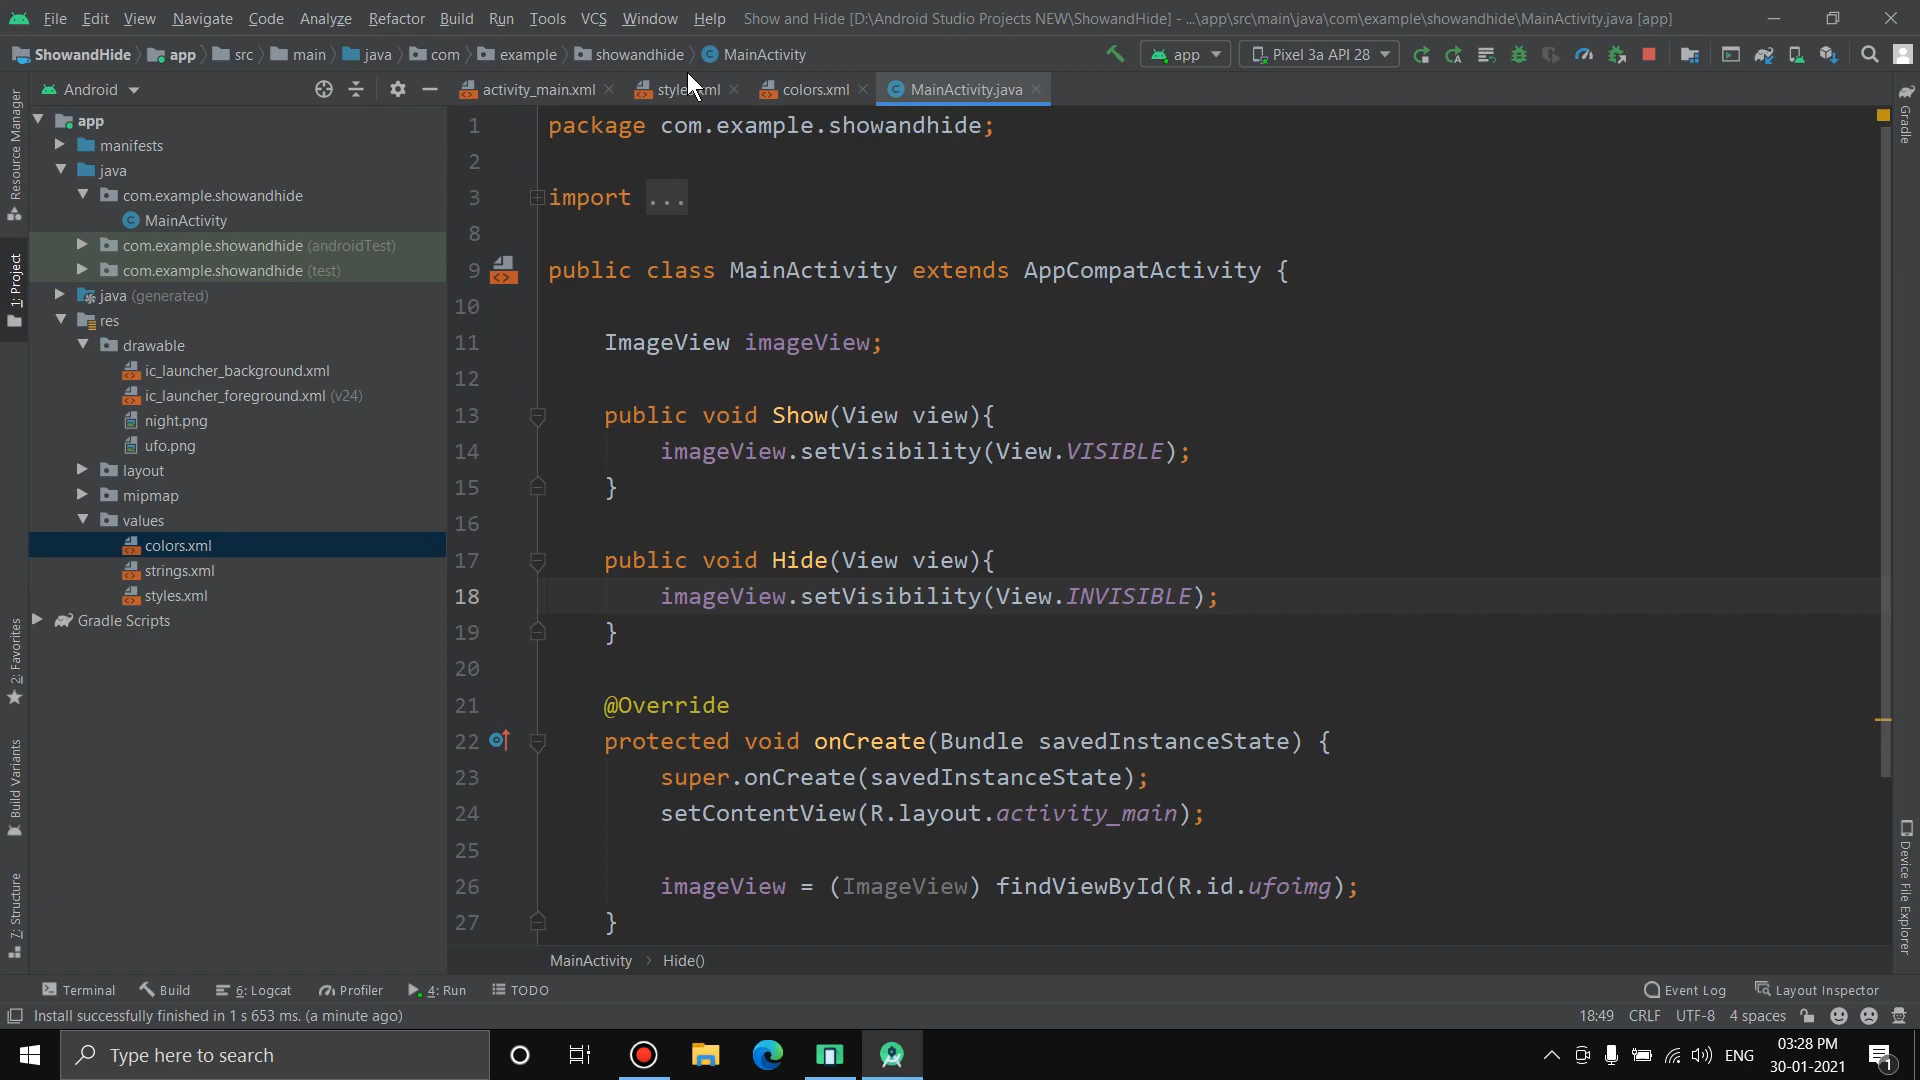 File Edit View Navigate Code Analyze Refactor Build Run Tools VCS Window Help Show and Hide [D:\Android Studio Projects NEW\ShowandHide] - ...\app\src\main\java\com\example\showandhide\MainActivity.java [app]
ShowandHide app src main java com example showandhide MainActivity app Pixel 3a API 28
Android activity_main.xml colors.xml MainActivity.java
Resource Manager
1: Project
2: Favorites
Build Variants
7: Structure
app
manifests
java
com.example.showandhide
MainActivity
com.example.showandhide (androidTest)
com.example.showandhide (test)
java (generated)
res
drawable
ic_launcher_background.xml
ic_launcher_foreground.xml (v24)
night.png
ufo.png
layout
mipmap
values
colors.xml
strings.xml
styles.xml
Gradle Scripts
1 package com.example.showandhide;
2
3 import ...
8
9 public class MainActivity extends AppCompatActivity {
10
11 ImageView imageView;
12
13 public void Show(View view){
14 imageView.setVisibility(View.VISIBLE);
15 }
16
17 public void Hide(View view){
18 imageView.setVisibility(View.INVISIBLE);
19 }
20
21 @Override
22 protected void onCreate(Bundle savedInstanceState) {
23 super.onCreate(savedInstanceState);
24 setContentView(R.layout.activity_main);
25
26 imageView = (ImageView) findViewById(R.id.ufoimg);
27 }
Gradle
Device File Explorer
MainActivity Hide()
Terminal Build 6: Logcat Profiler 4: Run TODO Event Log Layout Inspector
Install successfully finished in 1 s 653 ms. (a minute ago) 18:49 CRLF UTF-8 4 spaces
Type here to search ENG 03:28 PM
30-01-2021 1